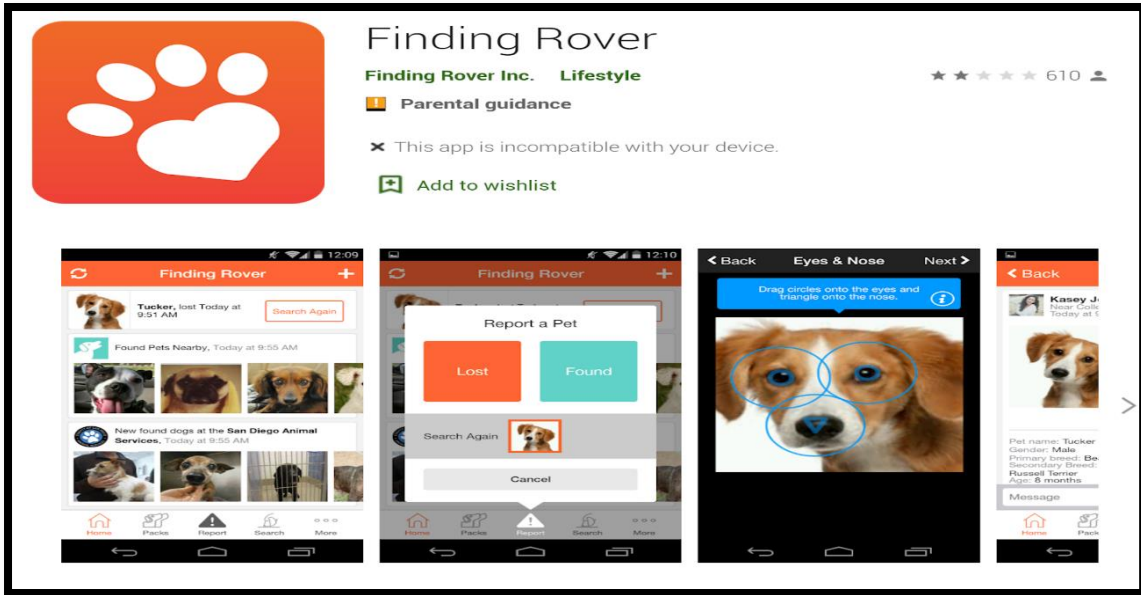 Finding Rover
Finding Rover Inc. Lifestyle
610
Parental guidance
This app is incompatible with your device.
Add to wishlist
12:09
Finding Rover
Tucker, lost Today at
9:51 AM
Search Again
Found Pets Nearby, Today at 9:55 AM
New found dogs at the San Diego Animal
Services, Today at 9:55 AM
Home Packs Report Search More
12:10
Finding Rover
Report a Pet
Lost Found
Search Again
Cancel
Home Packs Report Search More
Back Eyes & Nose Next
Drag circles onto the eyes and
triangle onto the nose.
Back
Kasey
Near
Today at
Pet name: Tucker
Gender: Male
Primary breed:
Secondary Breed:
Russell Terrier
Age: 8 months
Message
Home